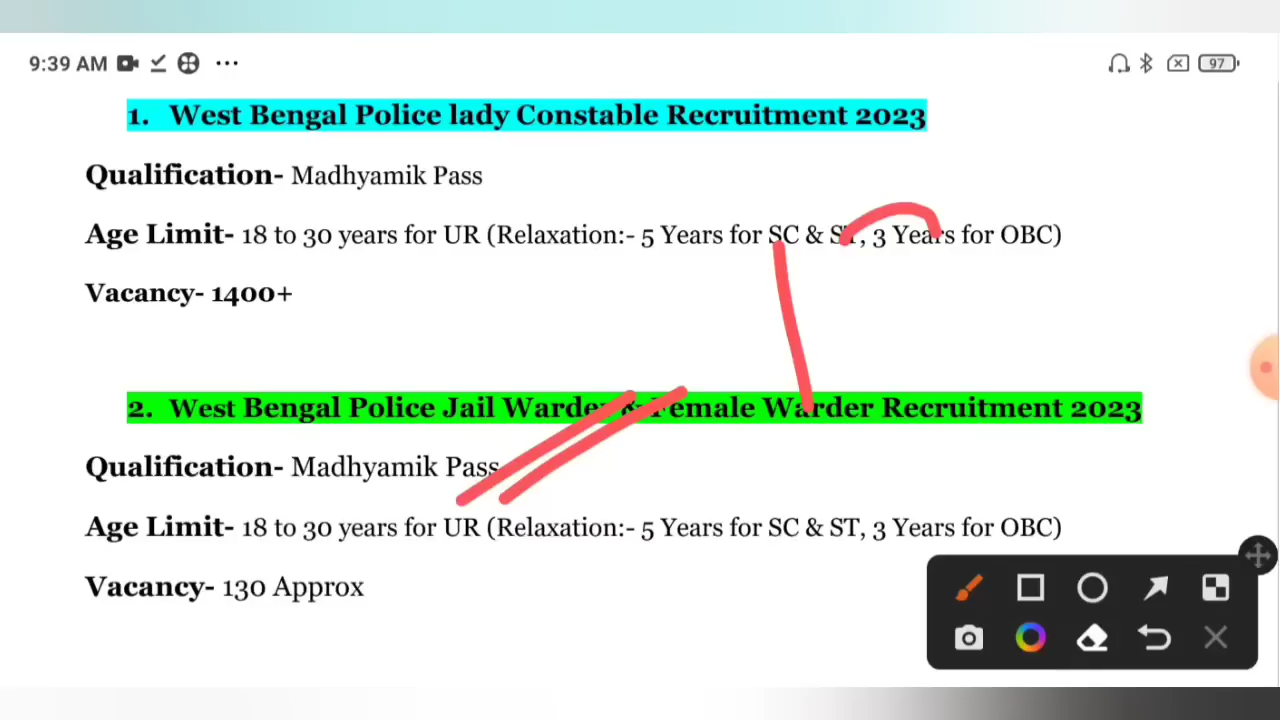 9:39 AM
97
1. West Bengal Police lady Constable Recruitment 2023
Qualification- Madhyamik Pass
Age Limit- 18 to 30 years for UR (Relaxation:- 5 Years for SC & ST, 3 Years for OBC)
Vacancy- 1400+
2. West Bengal Police Jail Warder & Female Warder Recruitment 2023
Qualification- Madhyamik Pass
Age Limit- 18 to 30 years for UR (Relaxation:- 5 Years for SC & ST, 3 Years for OBC)
Vacancy- 130 Approx